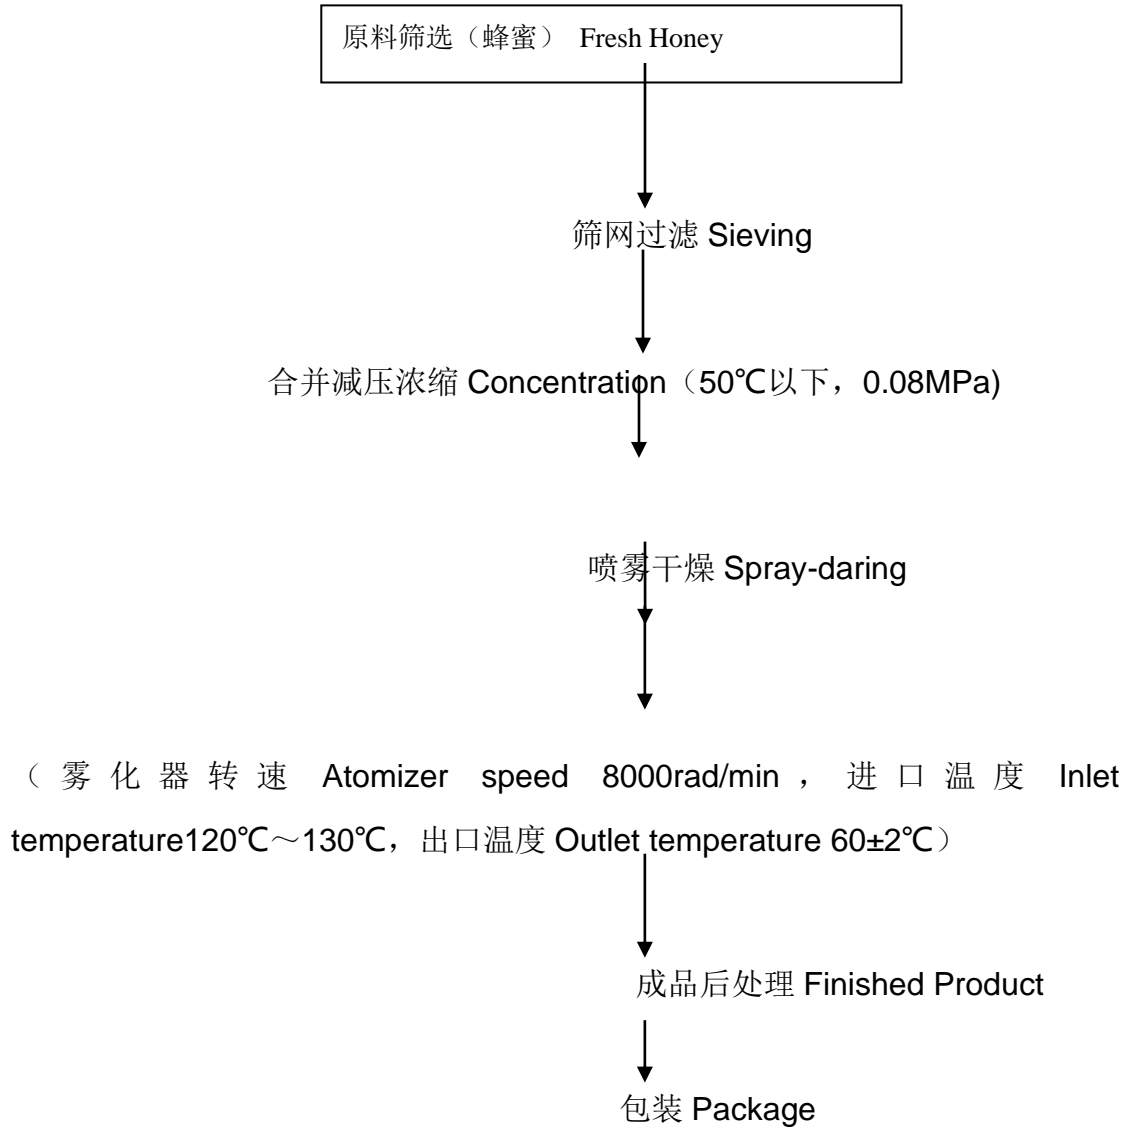 原料筛选（蜂蜜） Fresh Honey
筛网过滤 Sieving
合并减压浓缩 Concentration（50℃以下，0.08MPa)
喷雾干燥 Spray-daring
（雾化器转速 Atomizer speed 8000rad/min，进口温度 Inlet
temperature120℃～130℃，出口温度 Outlet temperature 60±2℃）
成品后处理 Finished Product
包装 Package